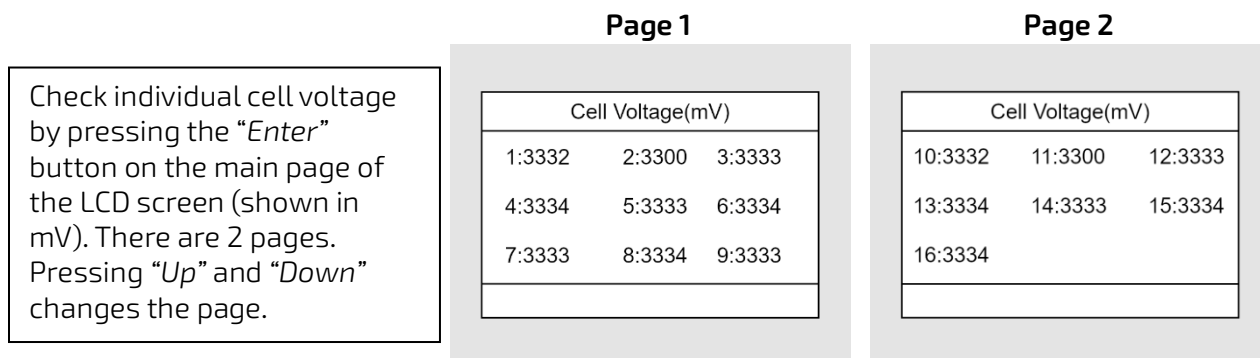 Page 1
Page 2
Check individual cell voltage
by pressing the “Enter”
button on the main page of
the LCD screen (shown in
mV). There are 2 pages.
Pressing “Up” and “Down”
changes the page.
Cell Voltage(mV)
1:3332 2:3300 3:3333
4:3334 5:3333 6:3334
7:3333 8:3334 9:3333
Cell Voltage(mV)
10:3332 11:3300 12:3333
13:3334 14:3333 15:3334
16:3334